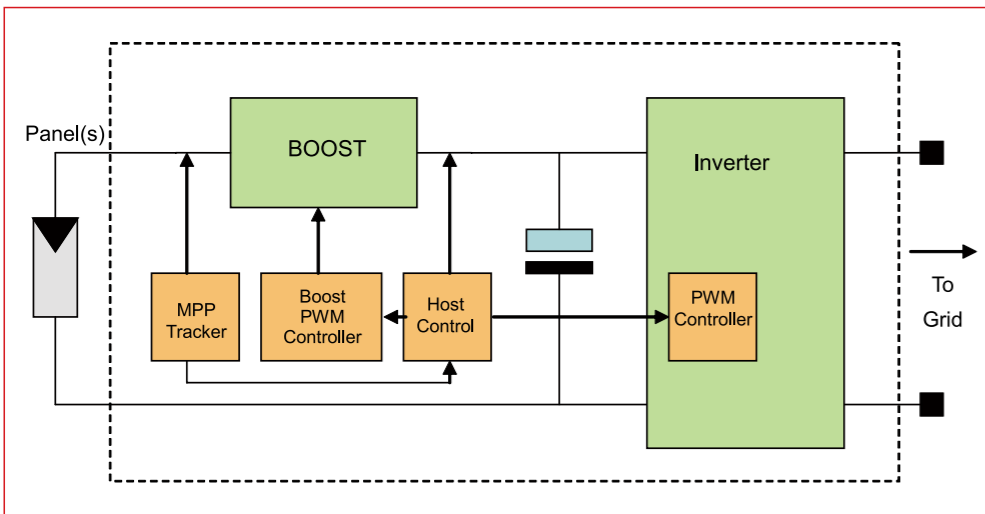 Panel(s)
BOOST
Inverter
MPP
Tracker
Boost
PWM
Controller
Host
Control
PWM
Controller
To
Grid